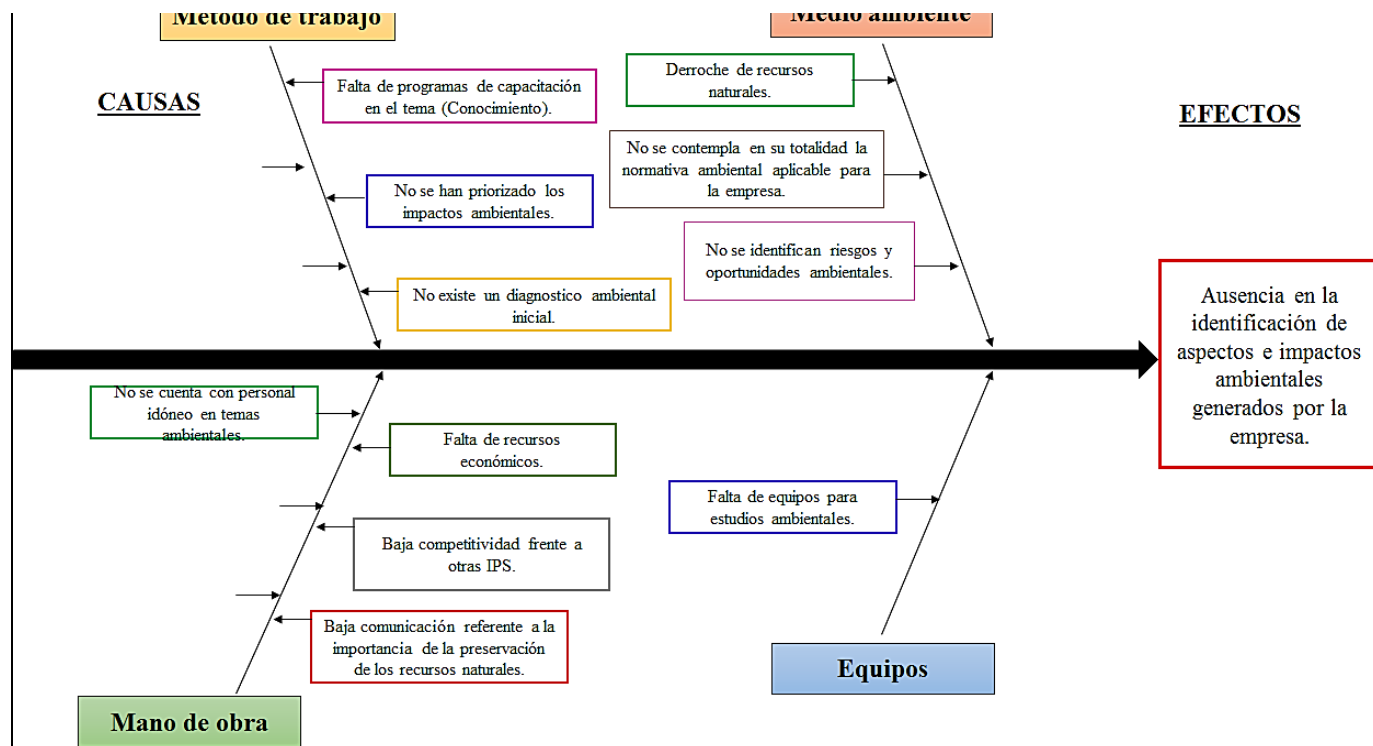 Método de trabajo
Medio ambiente
CAUSAS
EFECTOS
Falta de programas de capacitación
en el tema (Conocimiento).
No se han priorizado los
impactos ambientales.
No existe un diagnostico ambiental
inicial.
Derroche de recursos
naturales.
No se contempla en su totalidad la
normativa ambiental aplicable para
la empresa.
No se identifican riesgos y
oportunidades ambientales.
Ausencia en la
identificación de
aspectos e impactos
ambientales
generados por la
empresa.
No se cuenta con personal
idóneo en temas
ambientales.
Falta de recursos
económicos.
Baja competitividad frente a
otras IPS.
Baja comunicación referente a la
importancia de la preservación
de los recursos naturales.
Falta de equipos para
estudios ambientales.
Mano de obra
Equipos